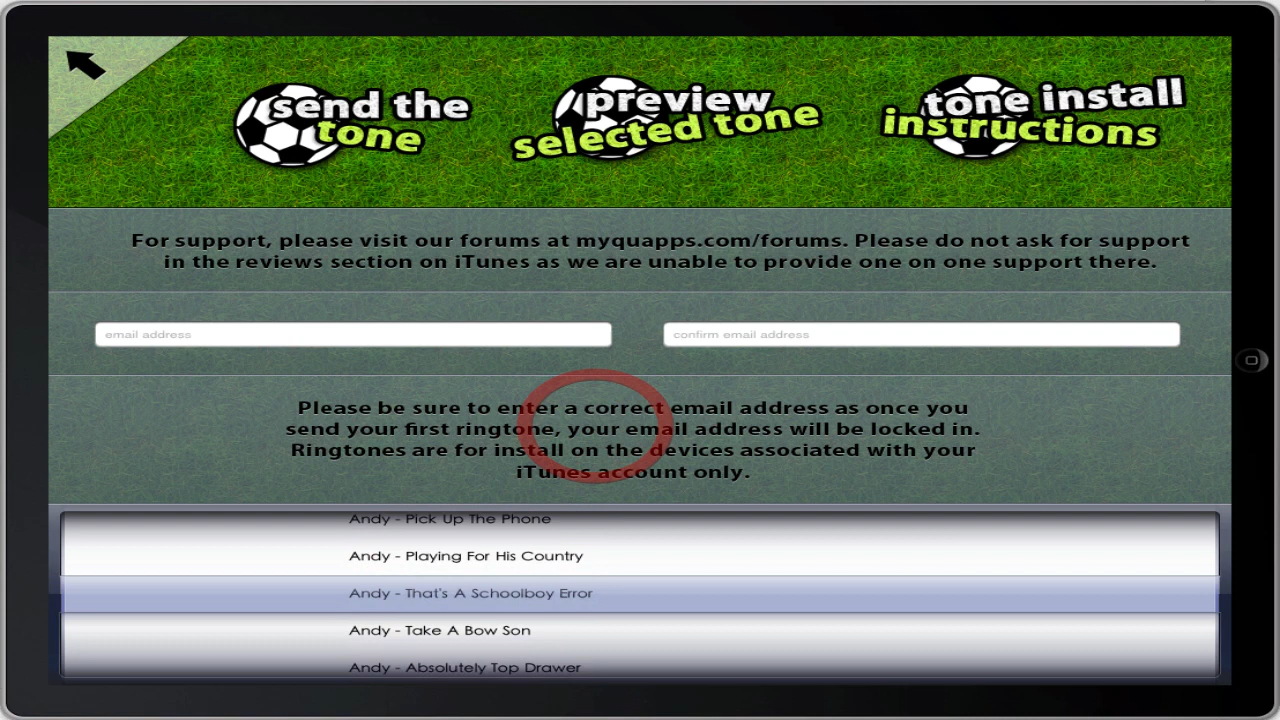 send the
tone
preview
selected tone
tone install
instructions
For support, please visit our forums at myquapps.com/forums. Please do not ask for support
in the reviews section on iTunes as we are unable to provide one on one support there.
email address
confirm email address
Please be sure to enter a correct email address as once you
send your first ringtone, your email address will be locked in.
Ringtones are for install on the devices associated with your
iTunes account only.
Andy - Pick Up The Phone
Andy - Playing For His Country
Andy - That's A Schoolboy Error
Andy - Take A Bow Son
Andy - Absolutely Top Drawer